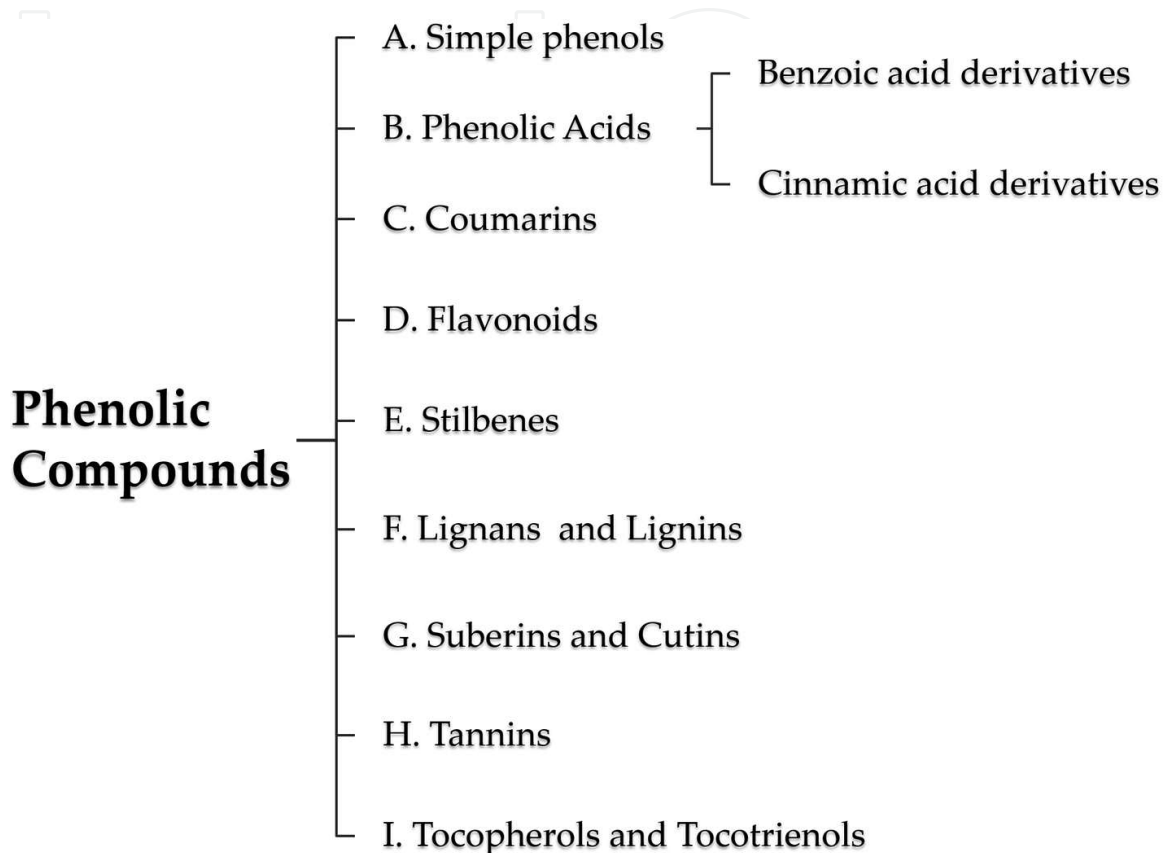 A. Simple phenols
Benzoic acid derivatives
B. Phenolic Acids
Cinnamic acid derivatives
C. Coumarins
D. Flavonoids
Phenolic
Compounds
E. Stilbenes
F. Lignans and Lignins
G. Suberins and Cutins
H. Tannins
I. Tocopherols and Tocotrienols